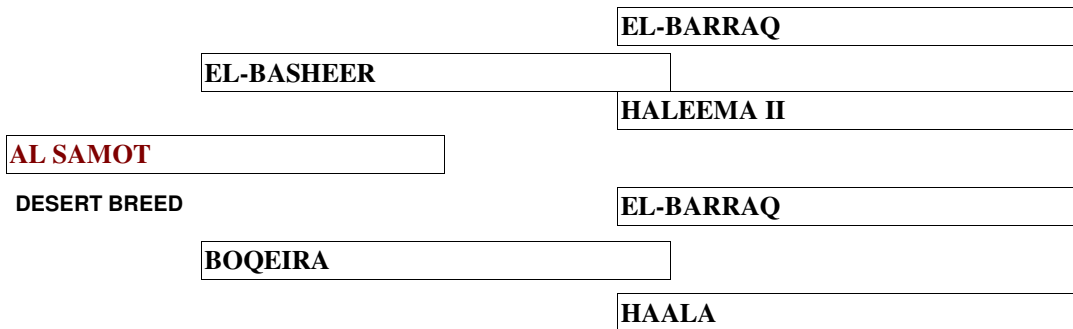 EL-BARRAQ
EL-BASHEER
HALEEMA II
AL SAMOT
DESERT BREED
EL-BARRAQ
BOQEIRA
HAALA